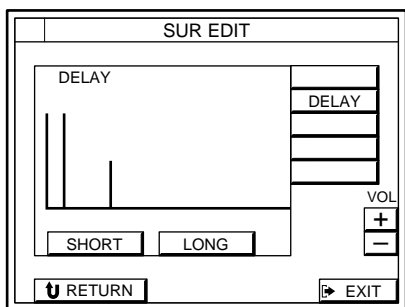 SUR EDIT
DELAY
DELAY
VOL
+
−
SHORT LONG
RETURN EXIT